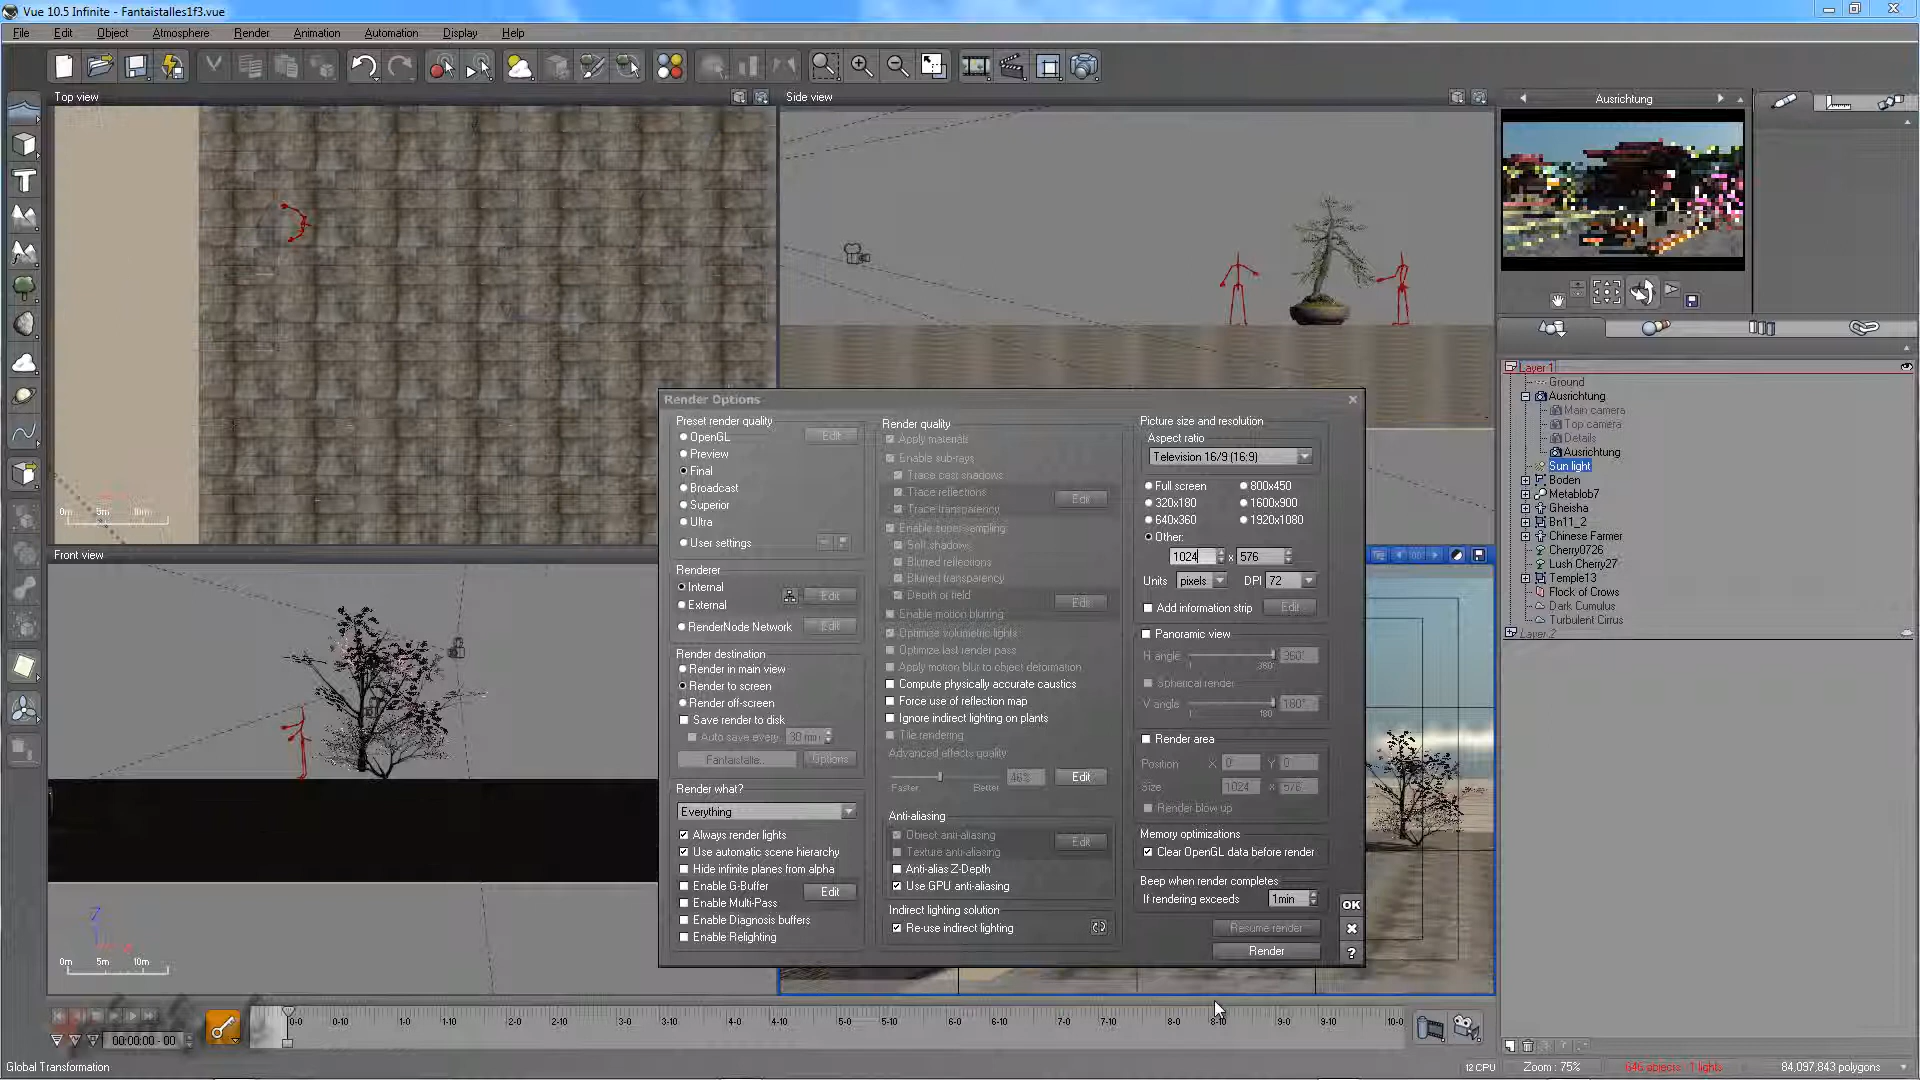 Vue 10.5 Infinite - Fantaistalles1f3.vue
File Edit Object Atmosphere Render Animation Automation Display Help
Top view
Side view
Ausrichtung
0m 5m 10m
Front view
Z
0m 5m 10m
Render Options
Preset render quality
OpenGL Edit
Preview
Final
Broadcast
Superior
Ultra
User settings
Renderer
Internal
External Edit
RenderNode Network Edit
Render destination
Render in main view
Render to screen
Render off-screen
Save render to disk
Auto save every 30 min
Fantaistalle.. Options
Render what?
Everything
Always render lights
Use automatic scene hierarchy
Hide infinite planes from alpha
Enable G-Buffer Edit
Enable Multi-Pass
Enable Diagnosis buffers
Enable Relighting
Render quality
Apply materials
Enable sub-rays
Trace cast shadows
Trace reflections Edit
Trace transparency
Enable super-sampling
Soft shadows
Blurred reflections
Blurred transparency
Depth of field Edit
Enable motion blurring
Optimize volumetric lights
Optimize last render pass
Apply motion blur to object deformation
Compute physically accurate caustics
Force use of reflection map
Ignore indirect lighting on plants
Tile rendering
Advanced effects quality
46% Edit
Faster Better
Anti-aliasing
Object anti-aliasing Edit
Texture anti-aliasing
Anti-alias Z-Depth
Use GPU anti-aliasing
Indirect lighting solution
Re-use indirect lighting
Picture size and resolution
Aspect ratio
Television 16/9 (16:9)
Full screen 800x450
320x180 1600x900
640x360 1920x1080
Other:
1024 x 576
Units pixels DPI 72
Add information strip Edit
Panoramic view
H angle 360°
360°
Spherical render
V angle 180°
180°
Render area
Position X 0 Y 0
Size 1024 x 576
Render blow up
Memory optimizations
Clear OpenGL data before render
Beep when render completes
If rendering exceeds 1min
OK
Resume render
Render
?
Layer 1
Ground
Ausrichtung
Main camera
Top camera
Details
Ausrichtung
Sun light
Boden
Metablob7
Gheisha
Bn11_2
Chinese Farmer
Cherry0726
Lush Cherry27
Temple13
Flock of Crows
Dark Cumulus
Turbulent Cirrus
Layer 2
0-0 0-10 1-0 1-10 2-0 2-10 3-0 3-10 4-0 4-10 5-0 5-10 6-0 6-10 7-0 7-10 8-0 8-10 9-0 9-10 10-0
00:00:00 - 00
Global Transformation
12 CPU Zoom : 75% 646 objects - 1 lights 84,097,843 polygons